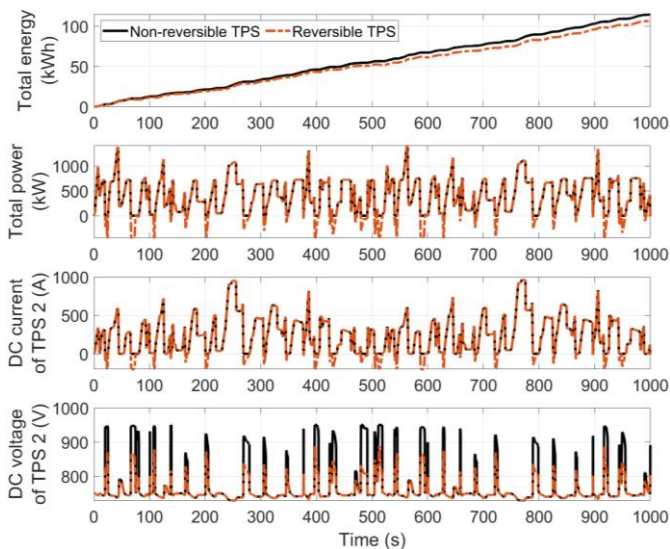 Total energy
(kWh)
100
50
0
Non-reversible TPS
Reversible TPS
0 100 200 300 400 500 600 700 800 900 1000
Total power
(kW)
1000
500
0
0 100 200 300 400 500 600 700 800 900 1000
DC current
of TPS 2 (A)
1000
500
0
0 100 200 300 400 500 600 700 800 900 1000
DC voltage
of TPS 2 (V)
1000
900
800
0 100 200 300 400 500 600 700 800 900 1000
Time (s)